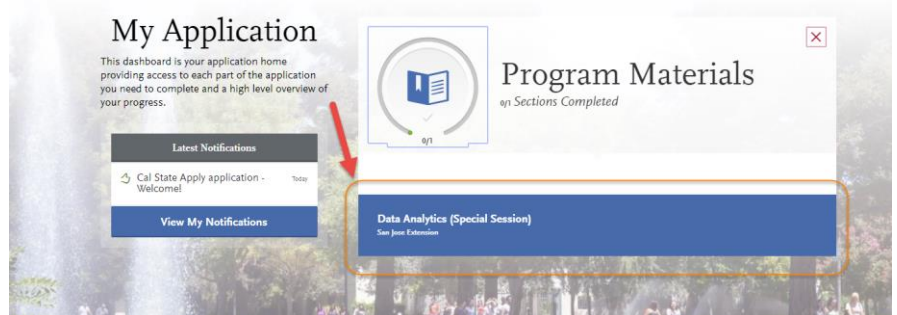 My Application
This dashboard is your application home
providing access to each part of the application
you need to complete and a high level overview of
your progress.
Latest Notifications
Cal State Apply application -
Welcome!
Today
View My Notifications
0/1
Program Materials
0/1 Sections Completed
Data Analytics (Special Session)
San Jose Extension